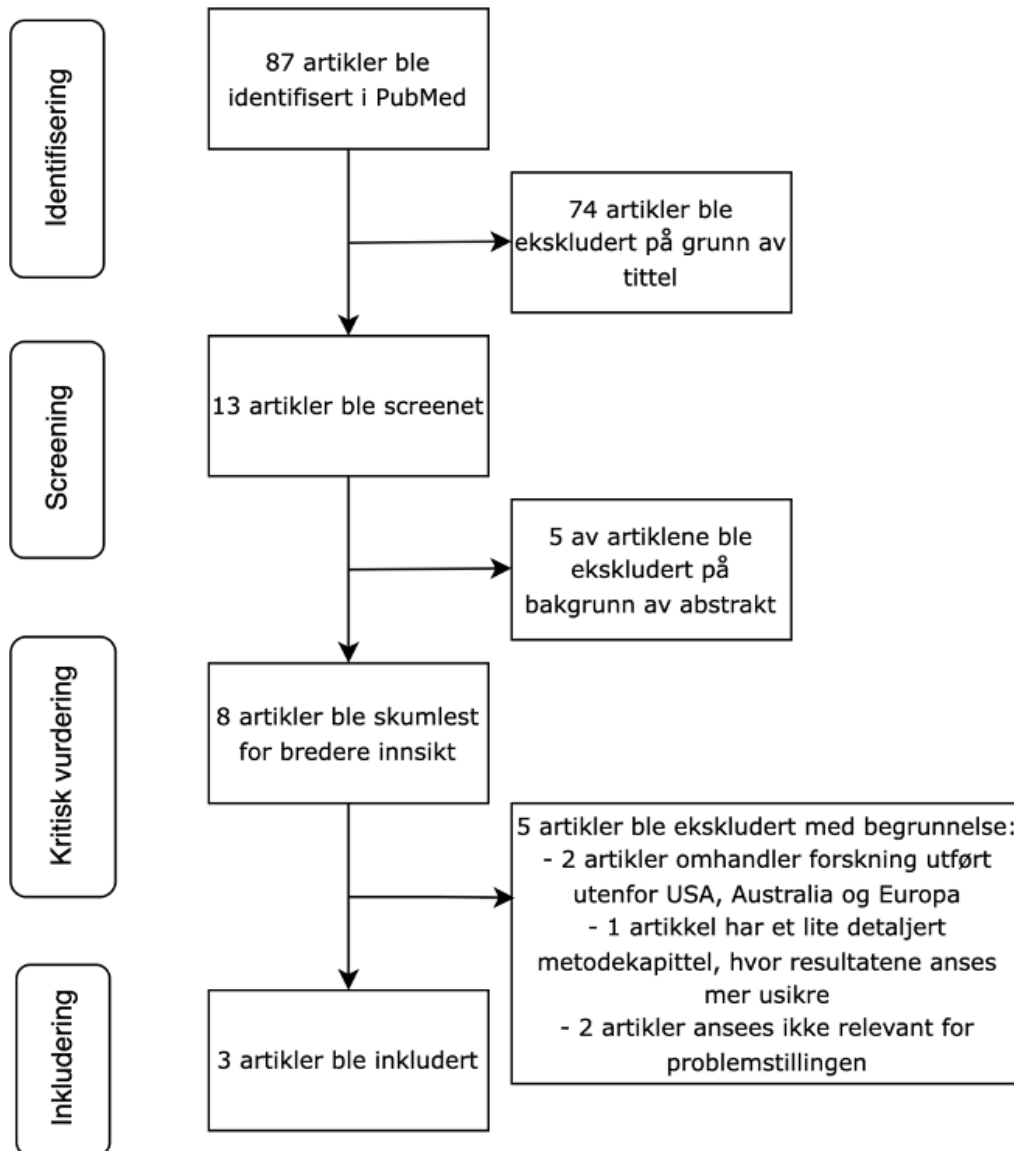 Identifisering
87 artikler ble
identifisert i PubMed
74 artikler ble
ekskludert på grunn av
tittel
Screening
13 artikler ble screenet
5 av artiklene ble
ekskludert på
bakgrunn av abstrakt
Kritisk vurdering
8 artikler ble skumlest
for bredere innsikt
5 artikler ble ekskludert med begrunnelse:
- 2 artikler omhandler forskning utført
utenfor USA, Australia og Europa
- 1 artikkel har et lite detaljert
metodekapittel, hvor resultatene anses
mer usikre
- 2 artikler ansees ikke relevant for
problemstillingen
Inkludering
3 artikler ble inkludert